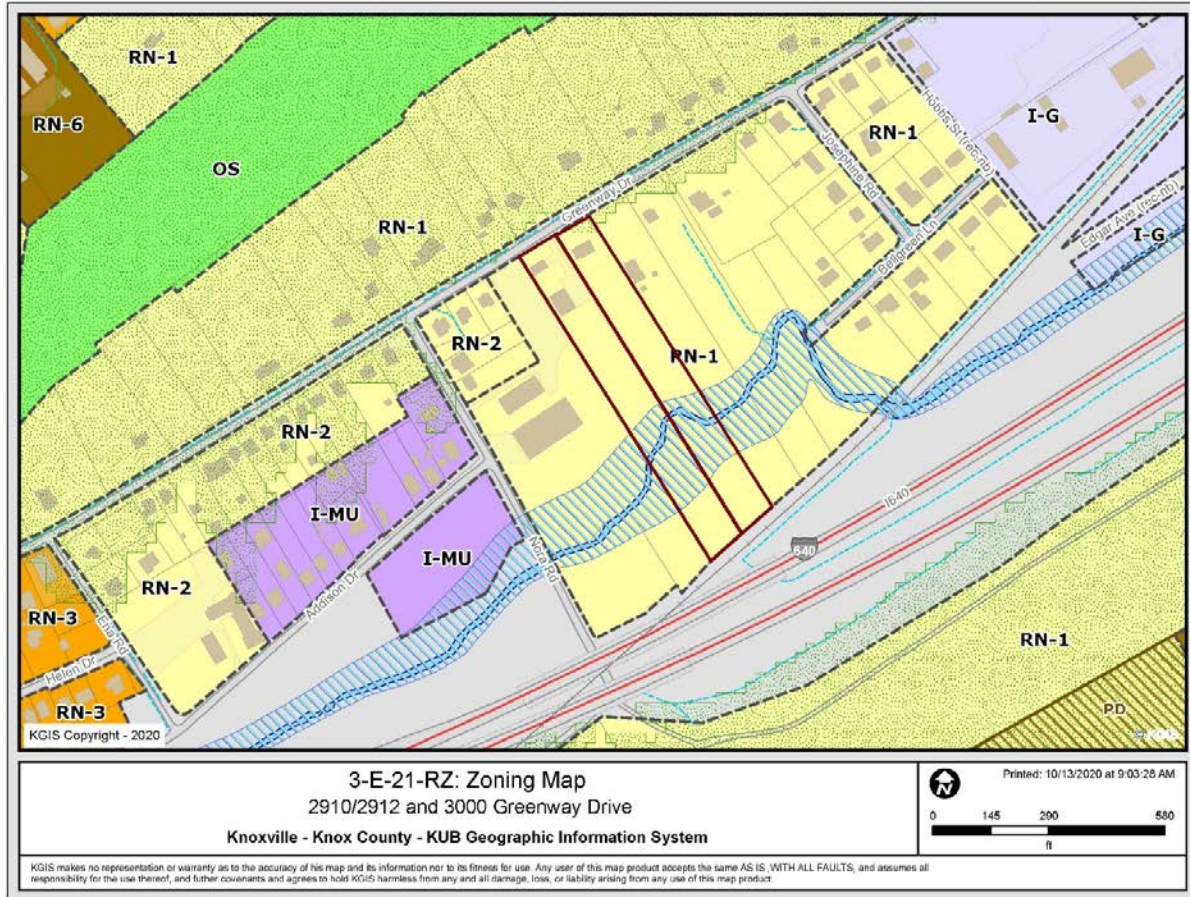 RN-1
RN-6
OS
RN-1
Greenway Dr
Josephine Rd
RN-1
Hobbs St (rec-nb)
I-G
Edgar Ave (rec-nb)
I-G
Bellgreen Ln
RN-2
RN-1
RN-2
I-MU
I-MU
Nora Rd
I640
640
RN-2
Addison Dr
RN-3
Helen Dr
RN-3
RN-1
PD
KGIS Copyright - 2020
© KGIS
3-E-21-RZ: Zoning Map
2910/2912 and 3000 Greenway Drive
Knoxville - Knox County - KUB Geographic Information System
N
Printed: 10/13/2020 at 9:03:28 AM
0 145 290 580
ft
KGIS makes no representation or warranty as to the accuracy of his map and its information nor to its fitness for use. Any user of this map product accepts the same AS IS ,WITH ALL FAULTS, and assumes all
responsibility for the use thereof, and futher covenants and agrees to hold KGIS harmless from any and all damage, loss, or liability arising from any use of this map product.